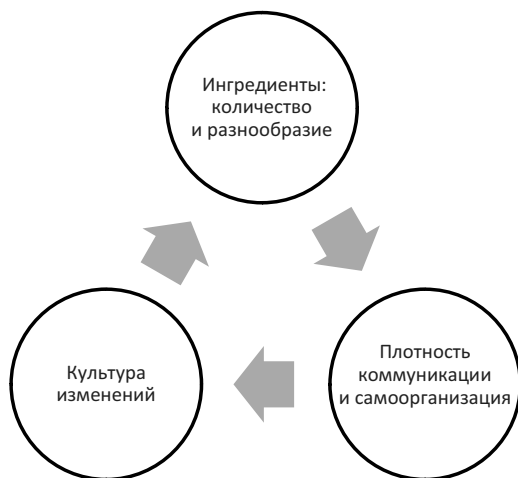 Ингредиенты:
количество
и разнообразие
Плотность
коммуникации
и самоорганизация
Культура
изменений